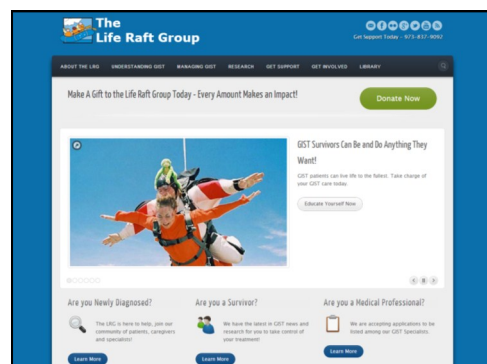 The
Life Raft Group
Get Support Today - 973-837-9092
ABOUT THE LRG UNDERSTANDING GIST MANAGING GIST RESEARCH GET SUPPORT GET INVOLVED LIBRARY
Make A Gift to the Life Raft Group Today - Every Amount Makes an Impact!
Donate Now
GIST Survivors Can Be and Do Anything They
Want!
GIST patients can live life to the fullest. Take charge of
your GIST care today.
Educate Yourself Now
Are you Newly Diagnosed?
The LRG is here to help, join our
community of patients, caregivers
and specialists!
Learn More
Are you a Survivor?
We have the latest in GIST news and
research for you to take control of
your treatment!
Learn More
Are you a Medical Professional?
We are accepting applications to be
listed among our GIST Specialists.
Learn More